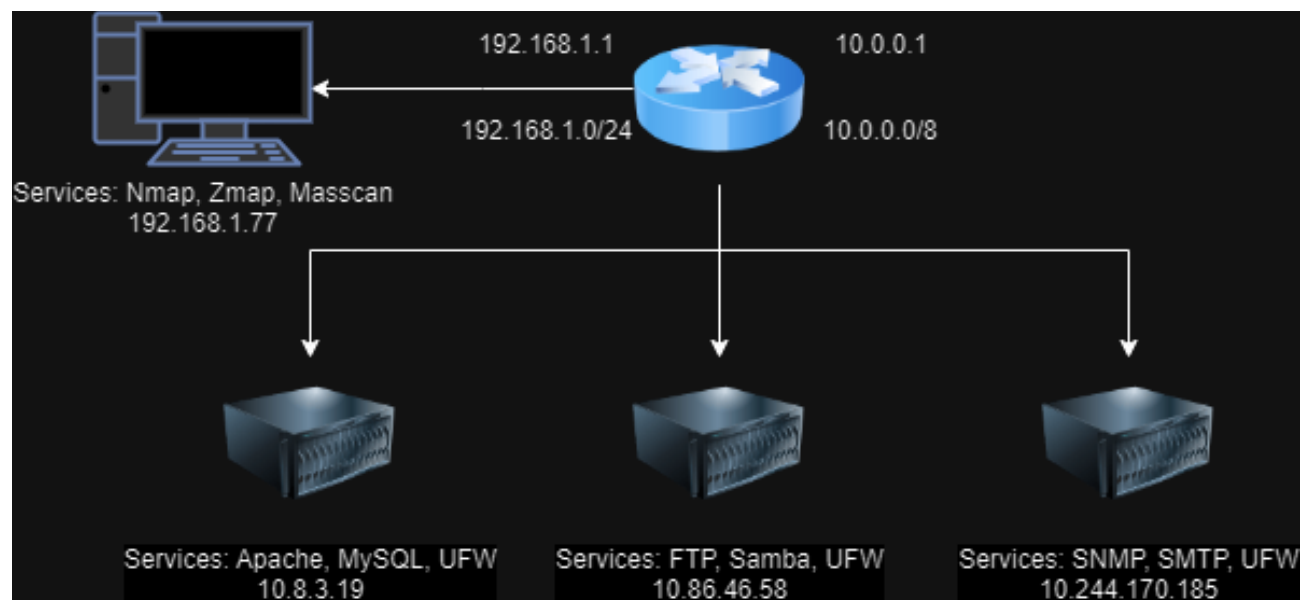 192.168.1.1
10.0.0.1
192.168.1.0/24
10.0.0.0/8
Services: Nmap, Zmap, Masscan
192.168.1.77
Services: Apache, MySQL, UFW
10.8.3.19
Services: FTP, Samba, UFW
10.86.46.58
Services: SNMP, SMTP, UFW
10.244.170.185